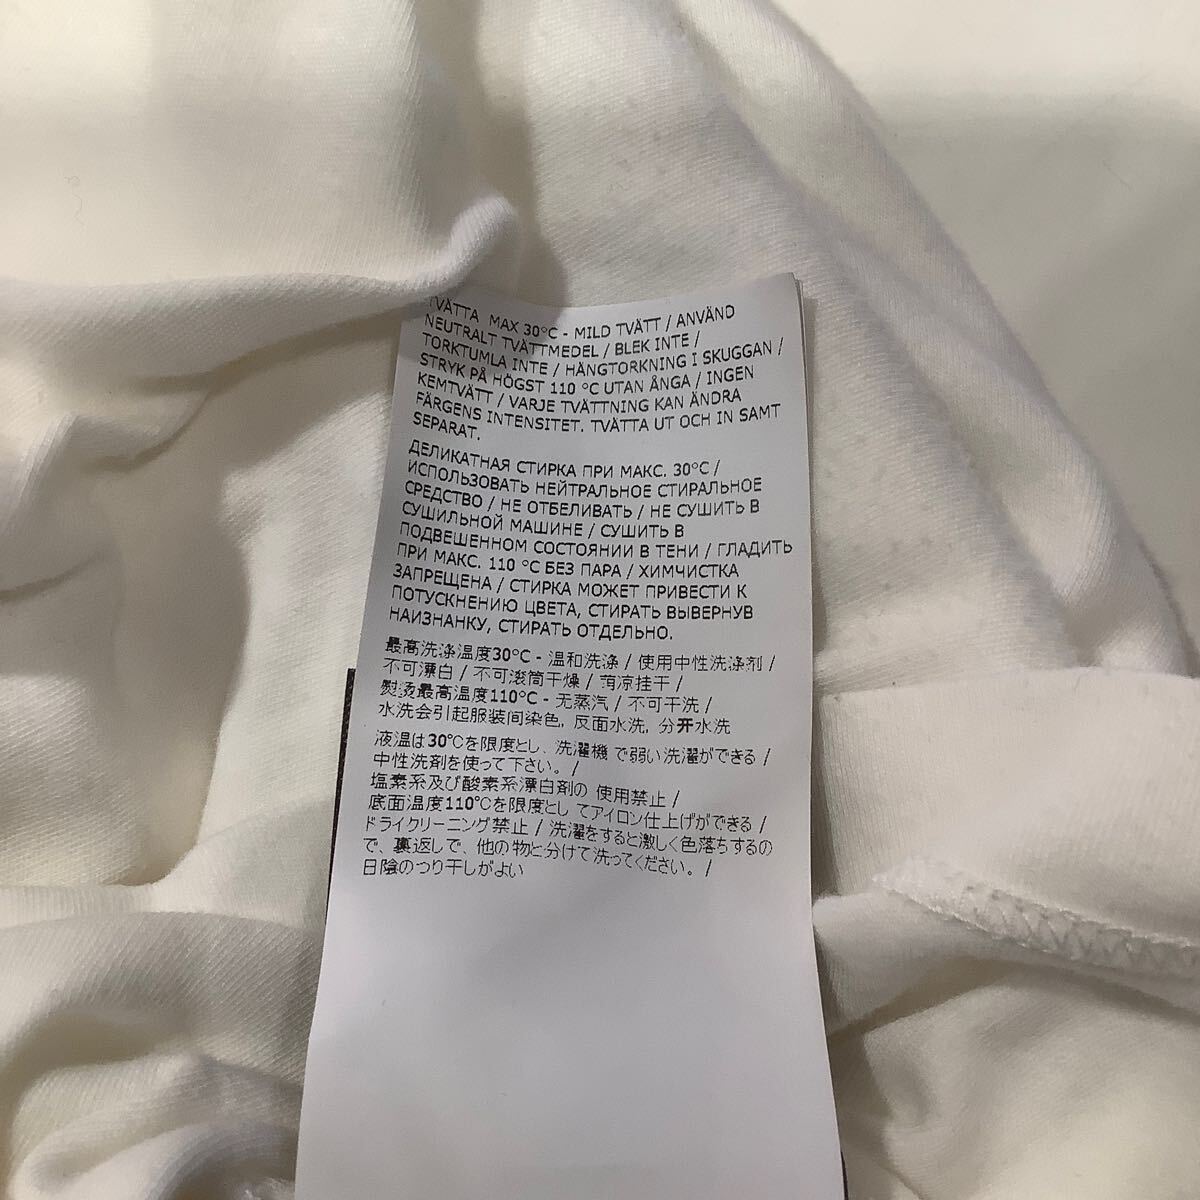 TVÄTTA MAX 30°C - MILD TVÄTT / ANVÄND
NEUTRALT TVÄTTMEDEL / BLEK INTE /
TORKTUMLA INTE / HÄNGTORKNING I SKUGGAN /
STRYK PÅ HÖGST 110 °C UTAN ÅNGA / INGEN
KEMTVÄTT / VARJE TVÄTTNING KAN ÄNDRA
FÄRGENS INTENSITET. TVÄTTA UT OCH IN SAMT
SEPARAT.
ДЕЛИКАТНАЯ СТИРКА ПРИ МАКС. 30°C /
ИСПОЛЬЗОВАТЬ НЕЙТРАЛЬНОЕ СТИРАЛЬНОЕ
СРЕДСТВО / НЕ ОТБЕЛИВАТЬ / НЕ СУШИТЬ В
СУШИЛЬНОЙ МАШИНЕ / СУШИТЬ В
ПОДВЕШЕННОМ СОСТОЯНИИ В ТЕНИ / ГЛАДИТЬ
ПРИ МАКС. 110 °C БЕЗ ПАРА / ХИМЧИСТКА
ЗАПРЕЩЕНА / СТИРКА МОЖЕТ ПРИВЕСТИ К
ПОТУСКНЕНИЮ ЦВЕТА, СТИРАТЬ ВЫВЕРНУВ
НАИЗНАНКУ, СТИРАТЬ ОТДЕЛЬНО.
最高洗涤温度30°C - 温和洗涤 / 使用中性洗涤剂 /
不可漂白 / 不可滚筒干燥 / 荫凉挂干 /
熨烫最高温度110°C - 无蒸汽 / 不可干洗 /
水洗会引起服装间染色, 反面水洗, 分开水洗
液温は30℃を限度とし、洗濯機 で弱い洗濯ができる /
中性洗剤を使って下さい。 /
塩素系及び酸素系漂白剤の 使用禁止 /
底面温度110℃を限度とし てアイロン仕上げができる /
ドライクリーニング禁止 / 洗濯をすると激しく色落ちするの
で、裏返しで、他の物と分けて洗ってください。 /
日陰のつり干しがよい